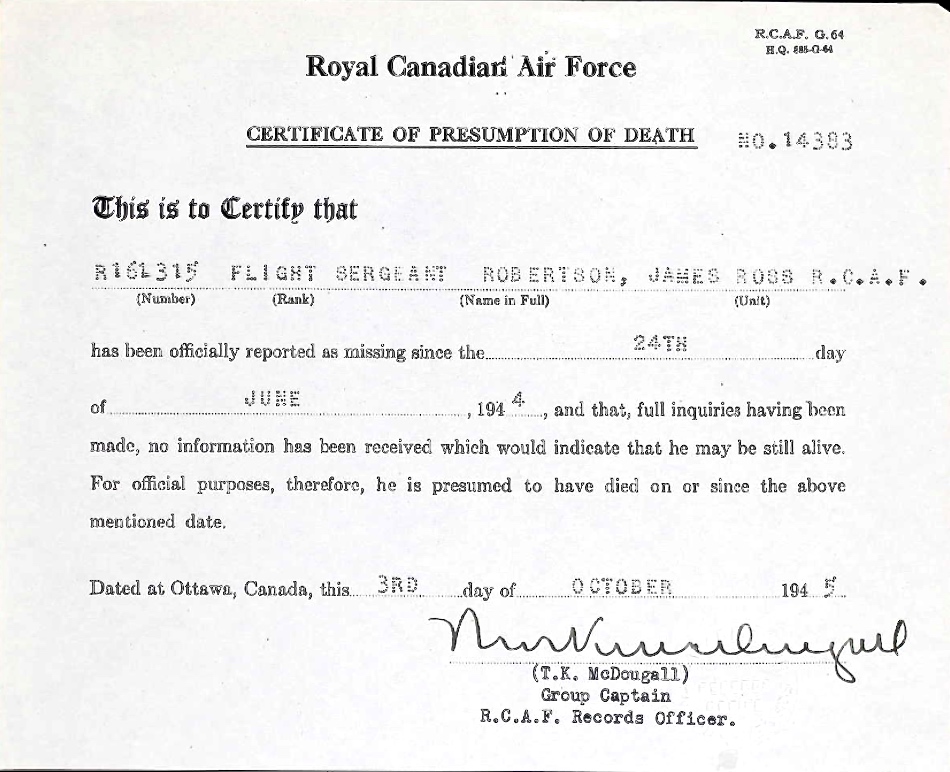 R.C.A.F. G. 64
H.Q. 885-G-64
Royal Canadian Air Force
CERTIFICATE OF PRESUMPTION OF DEATH NO.14383
This is to Certify that
R161315 FLIGHT SERGEANT ROBERTSON, JAMES ROSS R.C.A.F.
(Number) (Rank) (Name in Full) (Unit)
has been officially reported as missing since the 24TH day
of JUNE , 194 4 , and that, full inquiries having been
made, no information has been received which would indicate that he may be still alive.
For official purposes, therefore, he is presumed to have died on or since the above
mentioned date.
Dated at Ottawa, Canada, this 3RD day of OCTOBER 194 5
(T.K. McDougall)
Group Captain
R.C.A.F. Records Officer.